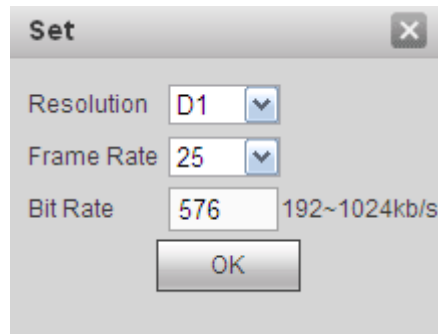 Set
Resolution D1
Frame Rate 25
Bit Rate 576 192~1024kb/s
OK